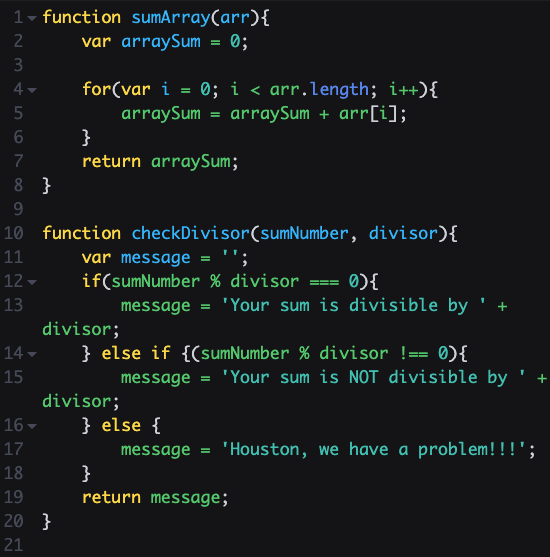 1 function sumArray(arr){
2 var arraySum = 0;
3
4 for(var i = 0; i < arr.length; i++){
5 arraySum = arraySum + arr[i];
6 }
7 return arraySum;
8 }
9
10 function checkDivisor(sumNumber, divisor){
11 var message = '';
12 if(sumNumber % divisor === 0){
13 message = 'Your sum is divisible by ' +
divisor;
14 } else if {(sumNumber % divisor !== 0){
15 message = 'Your sum is NOT divisible by ' +
divisor;
16 } else {
17 message = 'Houston, we have a problem!!!';
18 }
19 return message;
20 }
21